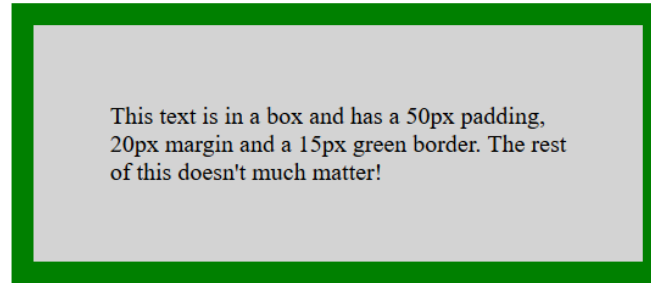 This text is in a box and has a 50px padding,
20px margin and a 15px green border. The rest
of this doesn't much matter!